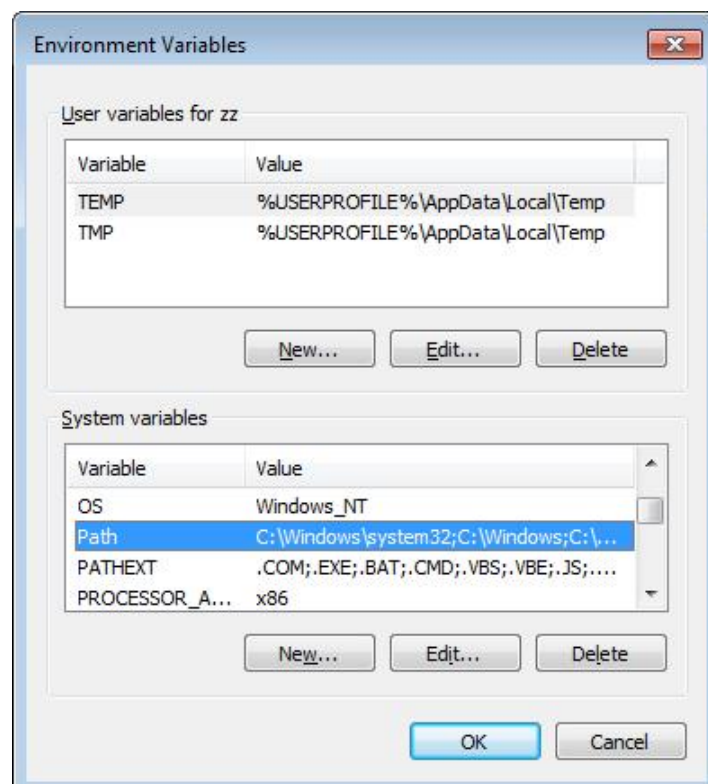 Environment Variables
User variables for zz
Variable Value
TEMP %USERPROFILE%\AppData\Local\Temp
TMP %USERPROFILE%\AppData\Local\Temp
New... Edit... Delete
System variables
Variable Value
OS Windows_NT
Path C:\Windows\system32;C:\Windows;C:\...
PATHEXT .COM;.EXE;.BAT;.CMD;.VBS;.VBE;.JS;....
PROCESSOR_A... x86
New... Edit... Delete
OK Cancel